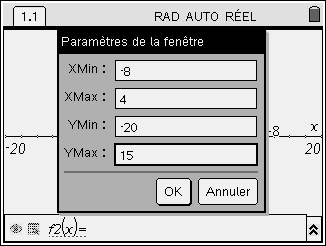 1.1 RAD AUTO RÉEL
Paramètres de la fenêtre
XMin : -8
XMax : 4
YMin : -20
YMax : 15
-8 x
-20 20
OK Annuler
f2(x)=